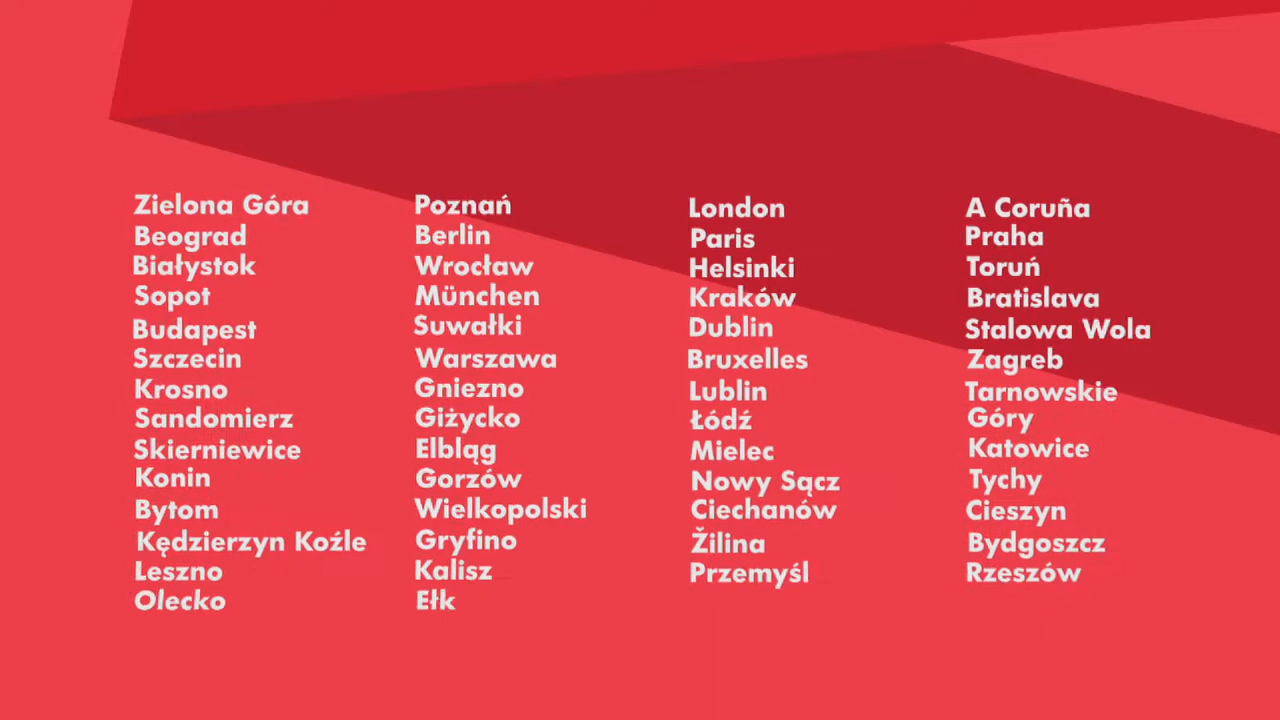 Zielona Góra
Beograd
Białystok
Sopot
Budapest
Szczecin
Krosno
Sandomierz
Skierniewice
Konin
Bytom
Kędzierzyn Koźle
Leszno
Olecko
Poznań
Berlin
Wrocław
München
Suwałki
Warszawa
Gniezno
Giżycko
Elbląg
Gorzów
Wielkopolski
Gryfino
Kalisz
Ełk
London
Paris
Helsinki
Kraków
Dublin
Bruxelles
Lublin
Łódź
Mielec
Nowy Sącz
Ciechanów
Žilina
Przemyśl
A Coruña
Praha
Toruń
Bratislava
Stalowa Wola
Zagreb
Tarnowskie
Góry
Katowice
Tychy
Cieszyn
Bydgoszcz
Rzeszów